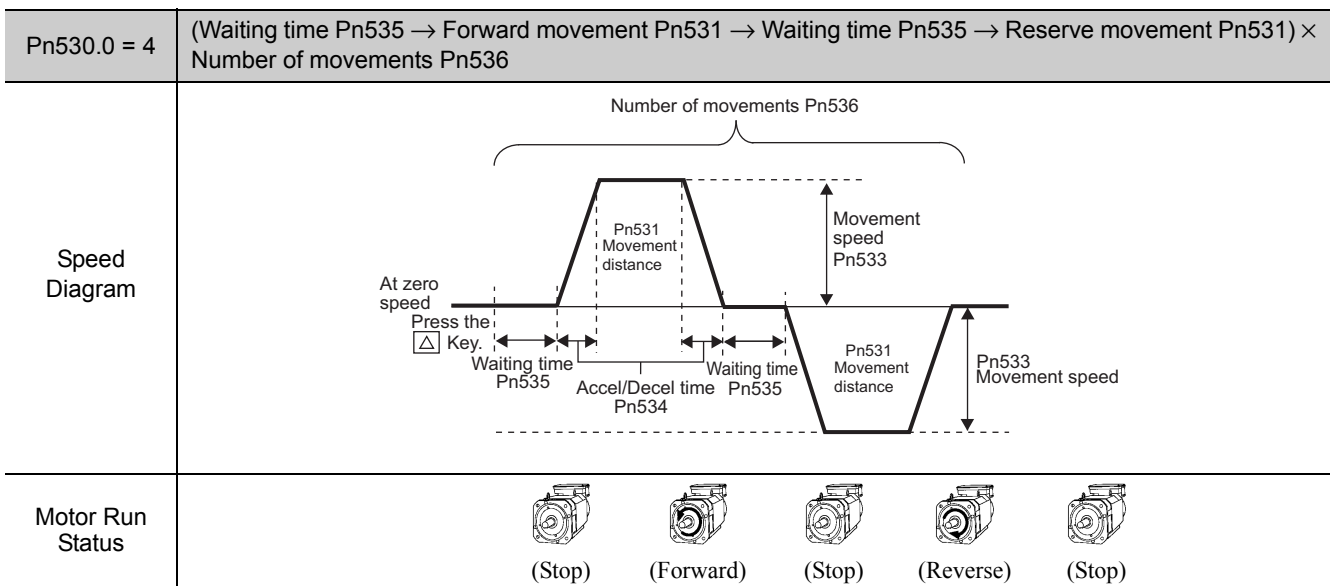 Pn530.0 = 4
(Waiting time Pn535 → Forward movement Pn531 → Waiting time Pn535 → Reserve movement Pn531) ×
Number of movements Pn536
Speed
Diagram
Number of movements Pn536
Pn531
Movement
distance
Movement
speed
Pn533
At zero
speed
Press the
△ Key.
Waiting time
Pn535
Accel/Decel time
Pn534
Waiting time
Pn535
Pn531
Movement
distance
Pn533
Movement speed
Motor Run
Status
(Stop) (Forward) (Stop) (Reverse) (Stop)